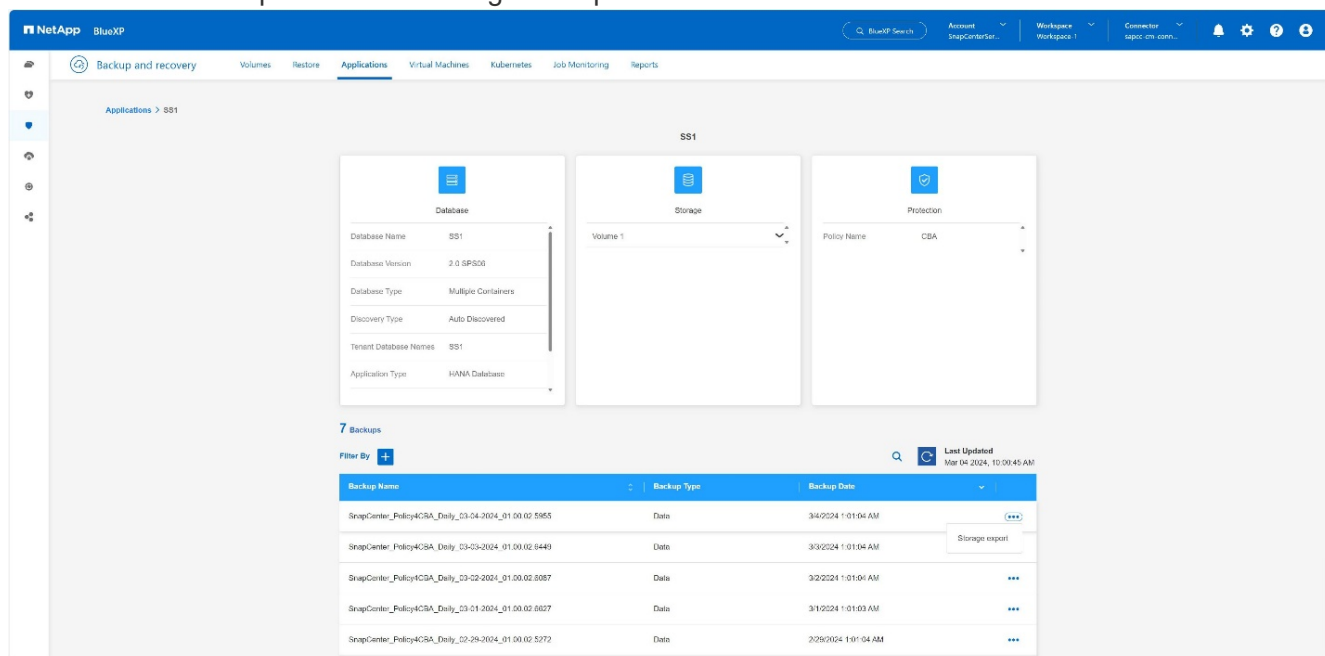 NetApp BlueXP BlueXP Search Account SnapCenterSer... Workspace Workspace-1 Connector sapcc-cm-conn...
Backup and recovery Volumes Restore Applications Virtual Machines Kubernetes Job Monitoring Reports
Applications > SS1
SS1
Database
Database Name SS1
Database Version 2.0 SPS06
Database Type Multiple Containers
Discovery Type Auto Discovered
Tenant Database Names SS1
Application Type HANA Database
Storage
Volume 1
Protection
Policy Name CBA
7 Backups
Filter By
Last Updated
Mar 04 2024, 10:00:45 AM
Backup Name Backup Type Backup Date
SnapCenter_Policy4CBA_Daily_03-04-2024_01.00.02.5955 Data 3/4/2024 1:01:04 AM
Storage export
SnapCenter_Policy4CBA_Daily_03-03-2024_01.00.02.6449 Data 3/3/2024 1:01:04 AM
SnapCenter_Policy4CBA_Daily_03-02-2024_01.00.02.6087 Data 3/2/2024 1:01:04 AM
SnapCenter_Policy4CBA_Daily_03-01-2024_01.00.02.6627 Data 3/1/2024 1:01:03 AM
SnapCenter_Policy4CBA_Daily_02-29-2024_01.00.02.5272 Data 2/29/2024 1:01:04 AM